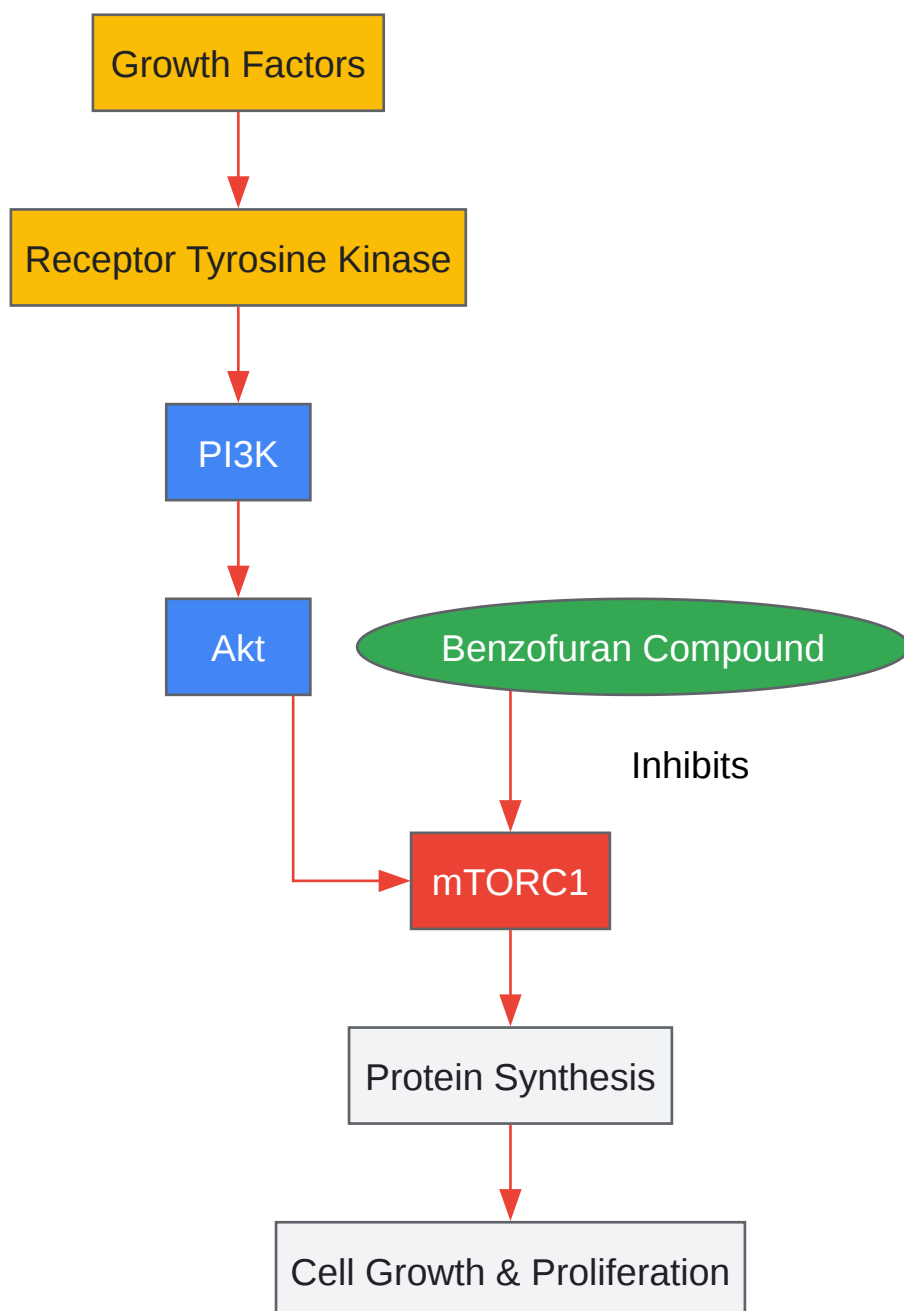 Growth Factors
Receptor Tyrosine Kinase
PI3K
Akt
Benzofuran Compound
Inhibits
mTORC1
Protein Synthesis
Cell Growth & Proliferation